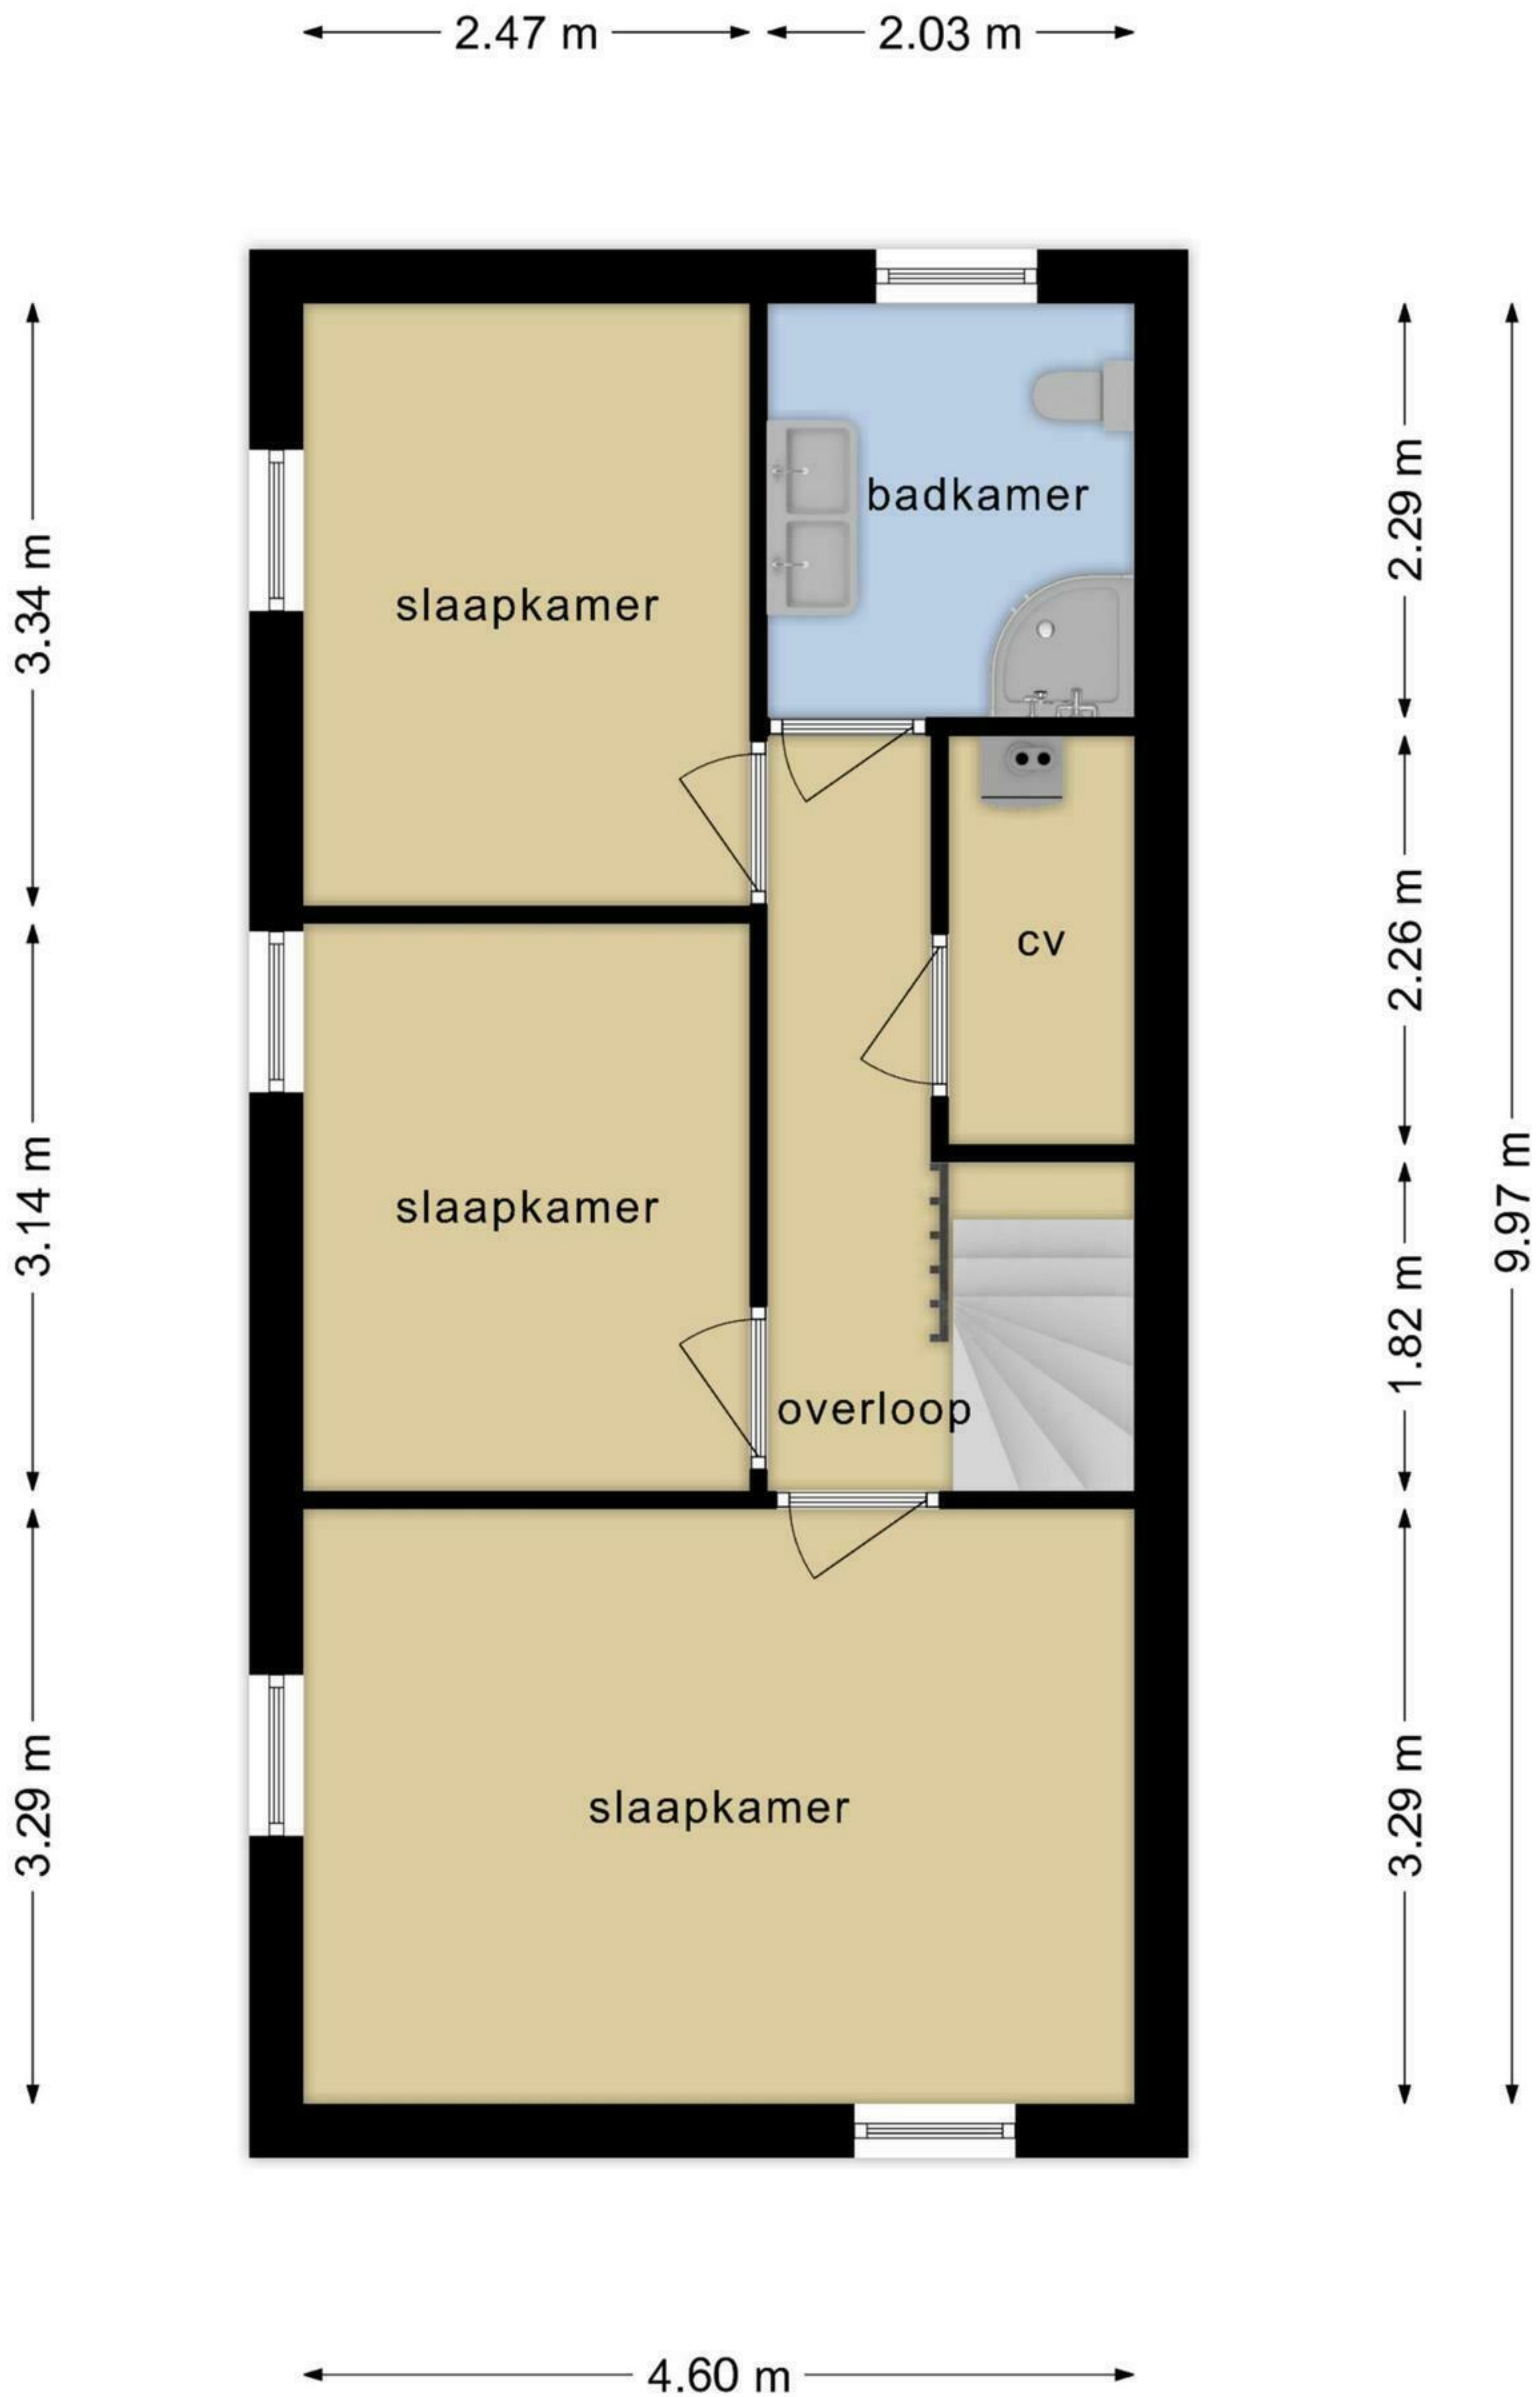 2.47 m
2.03 m
3.34 m
2.29 m
badkamer
slaapkamer
2.26 m
cv
3.14 m
slaapkamer
9.97 m
1.82 m
overloop
3.29 m
slaapkamer
3.29 m
4.60 m